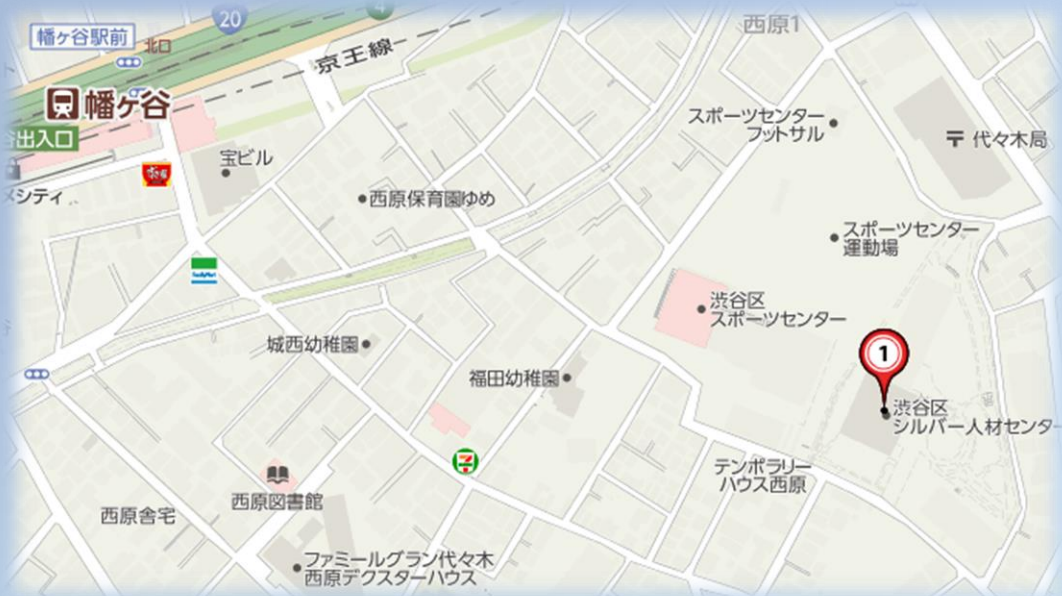 20
4
西原1
幡ヶ谷駅前
北口
京王線
幡ヶ谷
谷出入口
スポーツセンター
フットサル
代々木局
宝ビル
メシティ
西原保育園ゆめ
スポーツセンター
運動場
FamilyMart
渋谷区
スポーツセンター
城西幼稚園
1
福田幼稚園
渋谷区
シルバー人材センター
7
テンポラリー
ハウス西原
西原図書館
西原舎宅
ファミールグラン代々木
西原デクスターハウス